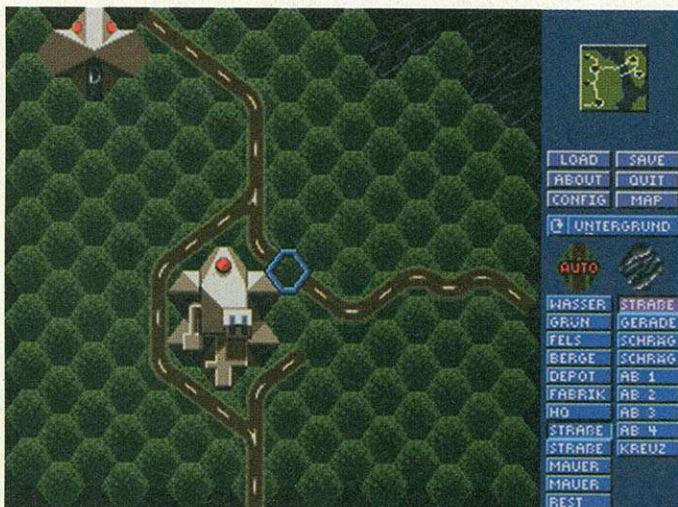 LOAD SAVE
ABOUT QUIT
CONFIG MAP
UNTERGRUND
AUTO
WASSER STRAßE
GRÜN GERADE
FELS SCHRÄG
BERGE SCHRÄG
DEPOT AB 1
FABRIK AB 2
HQ AB 3
STRAßE AB 4
STRAßE KREUZ
MAUER
MAUER
REST